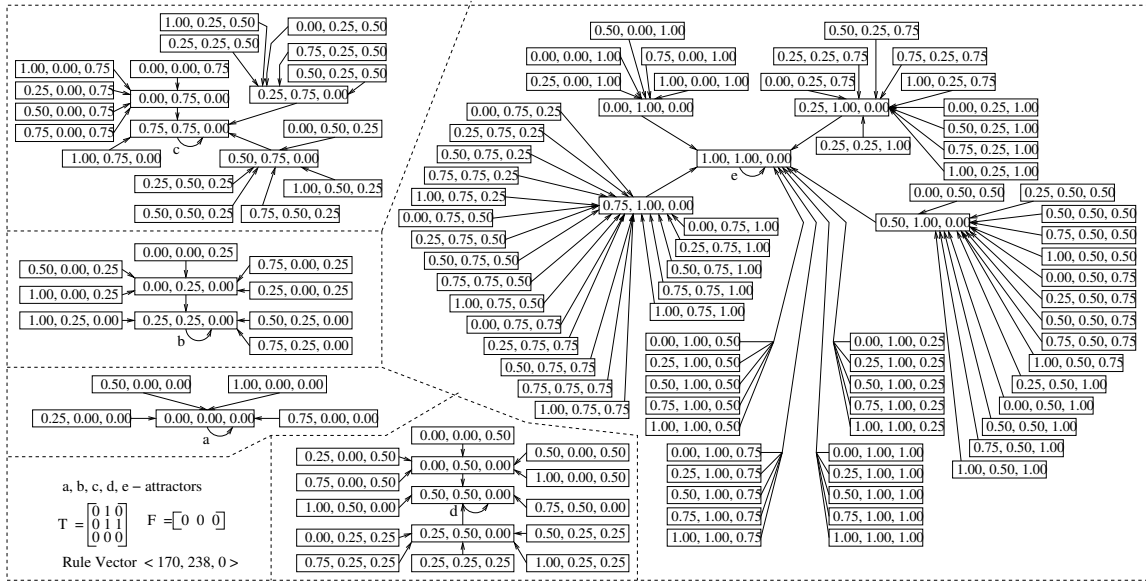 1.00, 0.25, 0.50
0.25, 0.25, 0.50
0.00, 0.25, 0.50
0.75, 0.25, 0.50
0.50, 0.25, 0.50
1.00, 0.00, 0.75
0.00, 0.00, 0.75
0.25, 0.00, 0.75
0.00, 0.75, 0.00
0.25, 0.75, 0.00
0.50, 0.00, 0.75
0.75, 0.00, 0.75
0.75, 0.75, 0.00
0.00, 0.50, 0.25
c
1.00, 0.75, 0.00
0.50, 0.75, 0.00
0.25, 0.50, 0.25
1.00, 0.50, 0.25
0.50, 0.50, 0.25
0.75, 0.50, 0.25
0.00, 0.00, 0.25
0.50, 0.00, 0.25
0.75, 0.00, 0.25
1.00, 0.00, 0.25
0.00, 0.25, 0.00
0.25, 0.00, 0.25
1.00, 0.25, 0.00
0.25, 0.25, 0.00
0.50, 0.25, 0.00
b
0.75, 0.25, 0.00
0.50, 0.00, 0.00
1.00, 0.00, 0.00
0.25, 0.00, 0.00
0.00, 0.00, 0.00
0.75, 0.00, 0.00
a
0.00, 0.00, 0.50
0.25, 0.00, 0.50
0.50, 0.00, 0.50
0.00, 0.50, 0.00
0.75, 0.00, 0.50
1.00, 0.00, 0.50
0.50, 0.50, 0.00
1.00, 0.50, 0.00
0.75, 0.50, 0.00
d
0.00, 0.25, 0.25
0.25, 0.50, 0.00
0.50, 0.25, 0.25
0.75, 0.25, 0.25
0.25, 0.25, 0.25
1.00, 0.25, 0.25
a, b, c, d, e − attractors
T = [0 1 0
0 1 1
0 0 0]
F = [0 0 0]
Rule Vector < 170, 238, 0 >
0.50, 0.00, 1.00
0.00, 0.00, 1.00
0.75, 0.00, 1.00
0.25, 0.00, 1.00
1.00, 0.00, 1.00
0.00, 1.00, 0.00
0.50, 0.25, 0.75
0.25, 0.25, 0.75
0.75, 0.25, 0.75
0.00, 0.25, 0.75
1.00, 0.25, 0.75
0.25, 1.00, 0.00
0.00, 0.25, 1.00
0.50, 0.25, 1.00
0.25, 0.25, 1.00
0.75, 0.25, 1.00
1.00, 0.25, 1.00
1.00, 1.00, 0.00
e
0.00, 0.75, 0.25
0.25, 0.75, 0.25
0.50, 0.75, 0.25
0.75, 0.75, 0.25
1.00, 0.75, 0.25
0.75, 1.00, 0.00
0.00, 0.75, 0.50
0.25, 0.75, 0.50
0.50, 0.75, 0.50
0.75, 0.75, 0.50
1.00, 0.75, 0.50
0.00, 0.75, 0.75
0.25, 0.75, 0.75
0.50, 0.75, 0.75
0.75, 0.75, 0.75
1.00, 0.75, 0.75
0.00, 0.75, 1.00
0.25, 0.75, 1.00
0.50, 0.75, 1.00
0.75, 0.75, 1.00
1.00, 0.75, 1.00
0.00, 0.50, 0.50
0.25, 0.50, 0.50
0.50, 1.00, 0.00
0.50, 0.50, 0.50
0.75, 0.50, 0.50
1.00, 0.50, 0.50
0.00, 0.50, 0.75
0.25, 0.50, 0.75
0.50, 0.50, 0.75
0.75, 0.50, 0.75
1.00, 0.50, 0.75
0.25, 0.50, 1.00
0.00, 0.50, 1.00
0.50, 0.50, 1.00
0.75, 0.50, 1.00
1.00, 0.50, 1.00
0.00, 1.00, 0.50
0.25, 1.00, 0.50
0.50, 1.00, 0.50
0.75, 1.00, 0.50
1.00, 1.00, 0.50
0.00, 1.00, 0.25
0.25, 1.00, 0.25
0.50, 1.00, 0.25
0.75, 1.00, 0.25
1.00, 1.00, 0.25
0.00, 1.00, 0.75
0.25, 1.00, 0.75
0.50, 1.00, 0.75
0.75, 1.00, 0.75
1.00, 1.00, 0.75
0.00, 1.00, 1.00
0.25, 1.00, 1.00
0.50, 1.00, 1.00
0.75, 1.00, 1.00
1.00, 1.00, 1.00